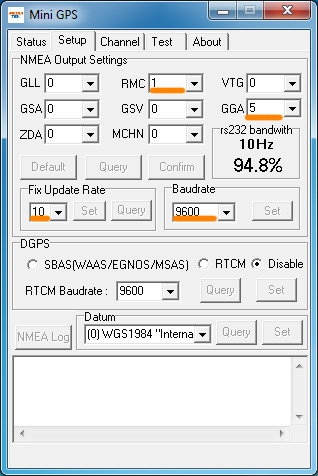 Mini GPS
Status Setup Channel Test About
NMEA Output Settings
GLL 0 RMC 1 VTG 0
GSA 0 GSV 0 GGA 5
ZDA 0 MCHN 0 rs232 bandwith
10Hz
94.8%
Default Query Confirm
Fix Update Rate
10 Set Query
Baudrate
9600 Set
DGPS
SBAS(WAAS/EGNOS/MSAS) RTCM Disable
RTCM Baudrate : 9600 Query Set
NMEA Log
Datum
(0) WGS1984 "Interna Query Set